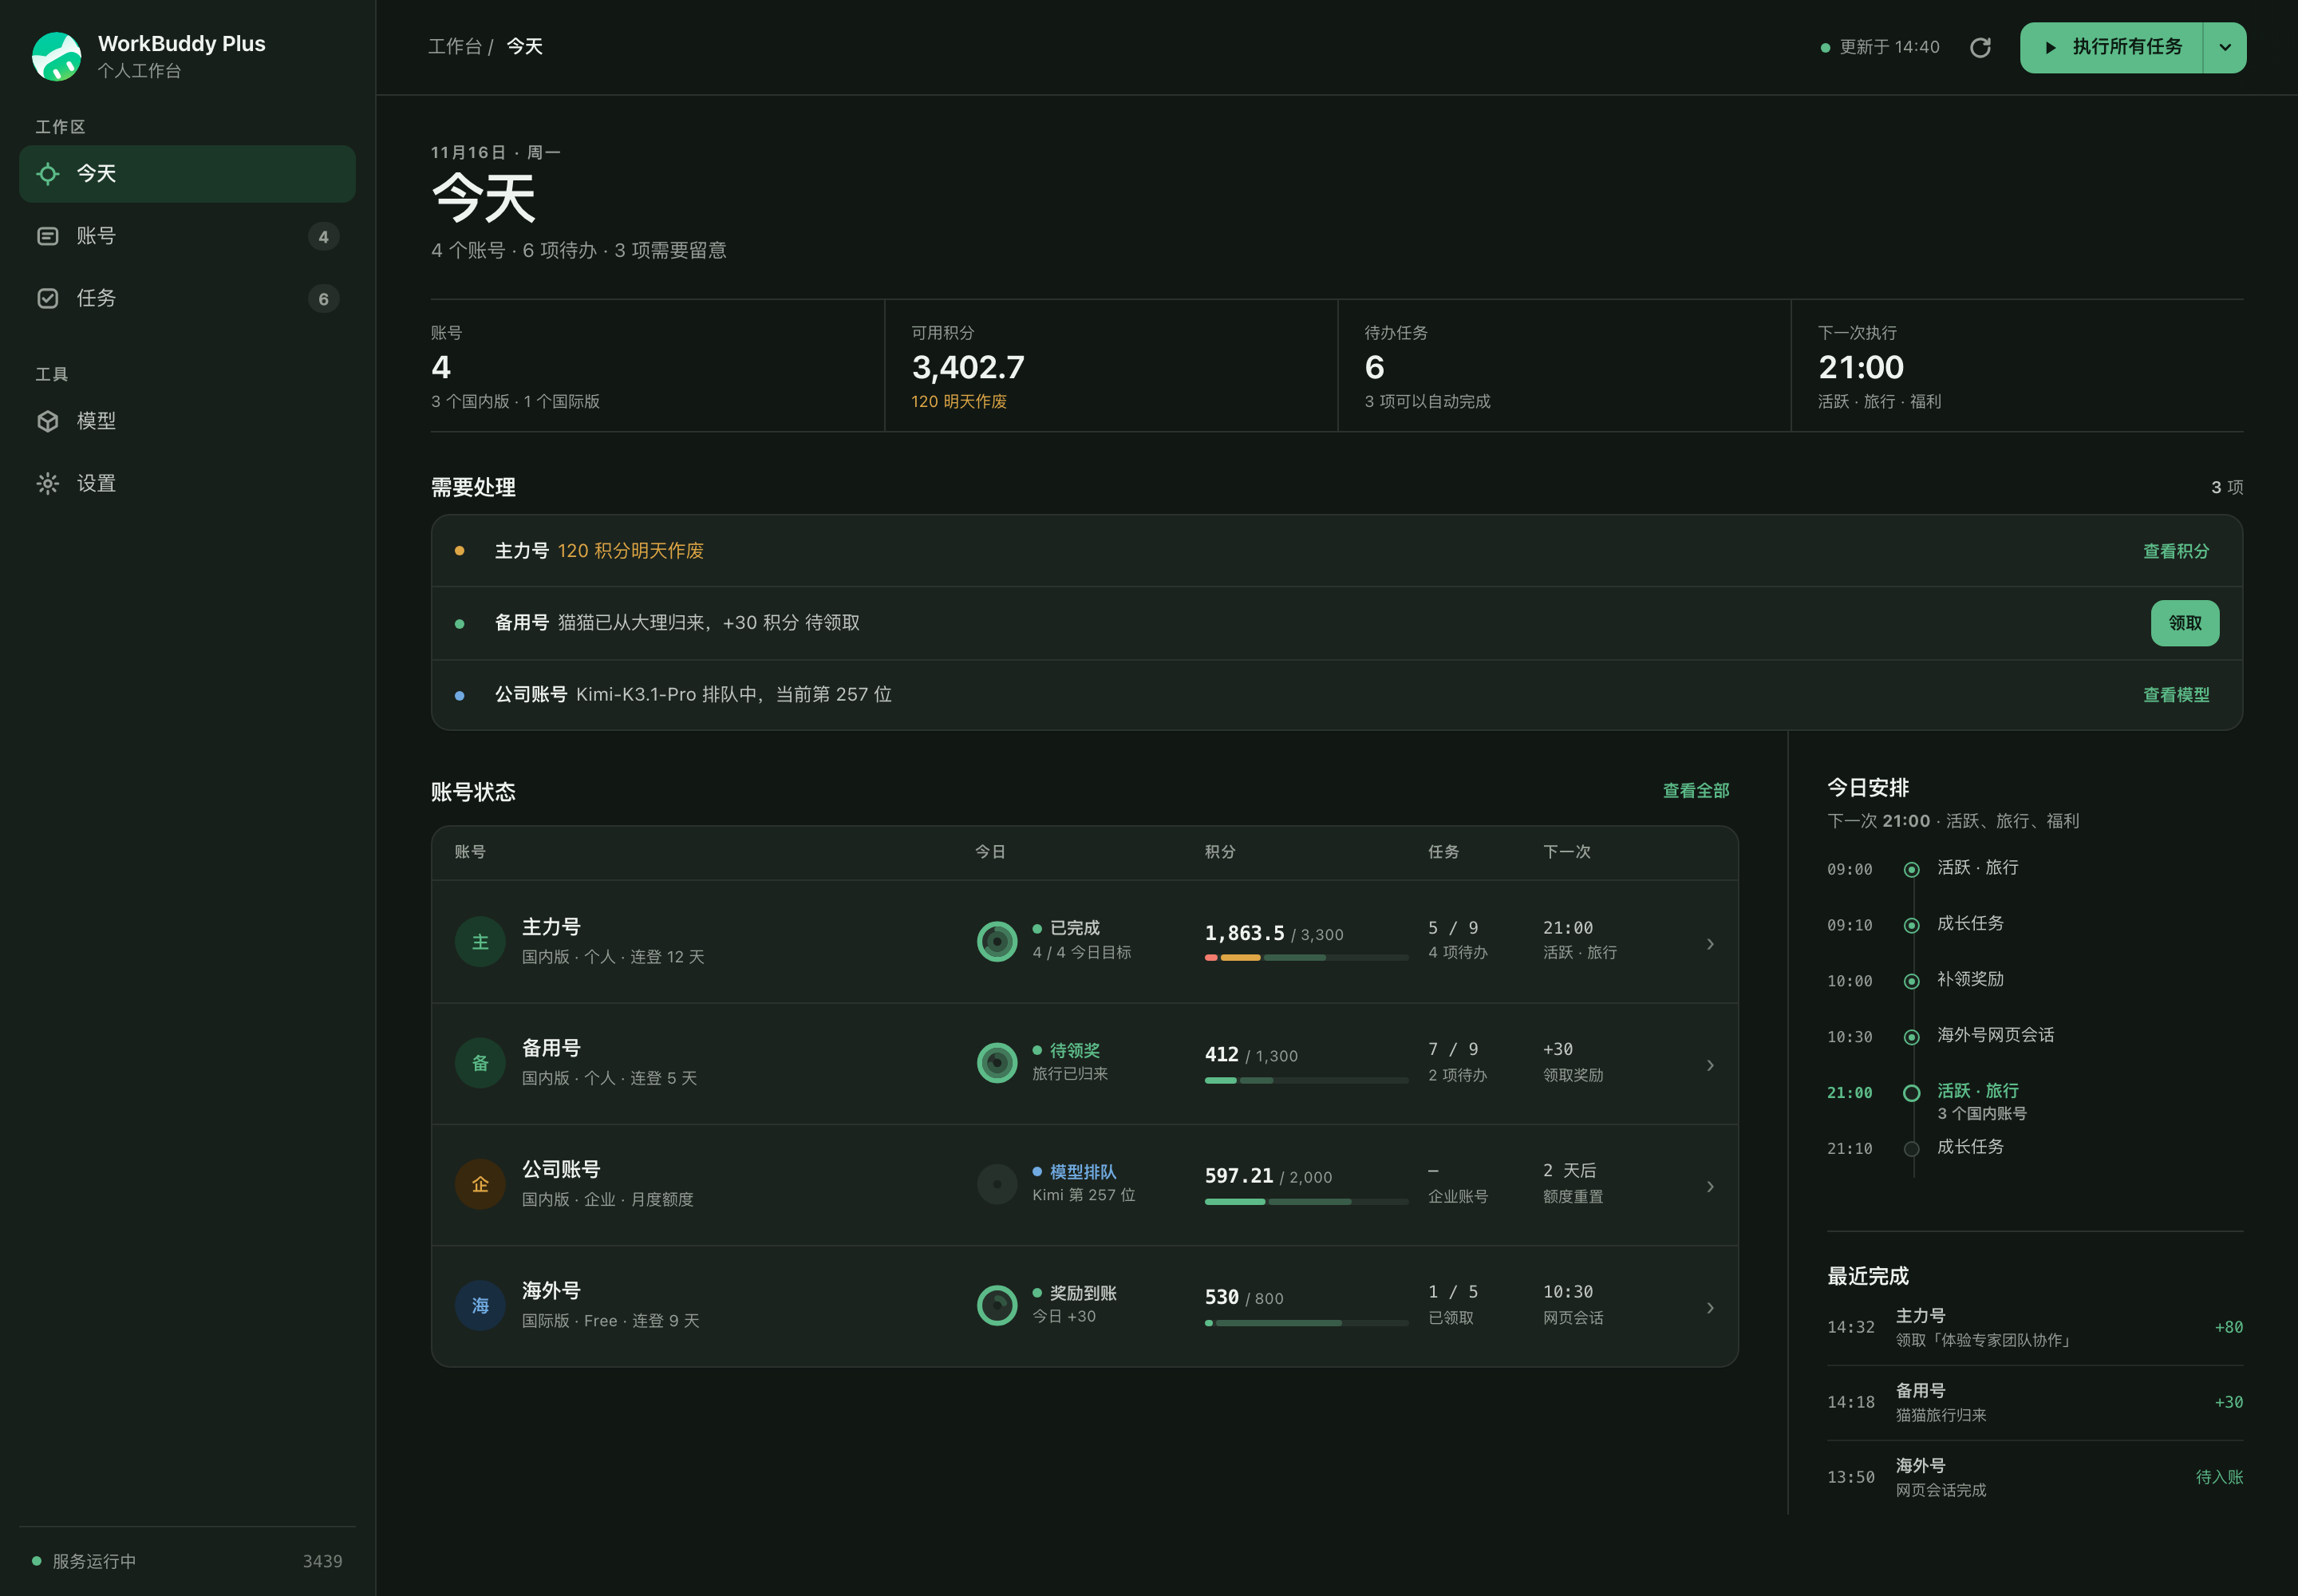 WorkBuddy Plus
个人工作台
工作区
今天
账号 4
任务 6
工具
模型
设置
服务运行中 3439
工作台 / 今天
更新于 14:40
执行所有任务
11月16日 · 周一
今天
4 个账号 · 6 项待办 · 3 项需要留意
账号
4
3 个国内版 · 1 个国际版
可用积分
3,402.7
120 明天作废
待办任务
6
3 项可以自动完成
下一次执行
21:00
活跃 · 旅行 · 福利
需要处理 3 项
主力号 120 积分明天作废 查看积分
备用号 猫猫已从大理归来，+30 积分 待领取 领取
公司账号 Kimi-K3.1-Pro 排队中，当前第 257 位 查看模型
账号状态 查看全部
账号 今日 积分 任务 下一次
主 主力号
国内版 · 个人 · 连登 12 天
已完成
4 / 4 今日目标
1,863.5 / 3,300
5 / 9
4 项待办
21:00
活跃 · 旅行
备 备用号
国内版 · 个人 · 连登 5 天
待领奖
旅行已归来
412 / 1,300
7 / 9
2 项待办
+30
领取奖励
企 公司账号
国内版 · 企业 · 月度额度
模型排队
Kimi 第 257 位
597.21 / 2,000
—
企业账号
2 天后
额度重置
海 海外号
国际版 · Free · 连登 9 天
奖励到账
今日 +30
530 / 800
1 / 5
已领取
10:30
网页会话
今日安排
下一次 21:00 · 活跃、旅行、福利
09:00 活跃 · 旅行
09:10 成长任务
10:00 补领奖励
10:30 海外号网页会话
21:00 活跃 · 旅行
3 个国内账号
21:10 成长任务
最近完成
14:32 主力号 +80
领取「体验专家团队协作」
14:18 备用号 +30
猫猫旅行归来
13:50 海外号 待入账
网页会话完成